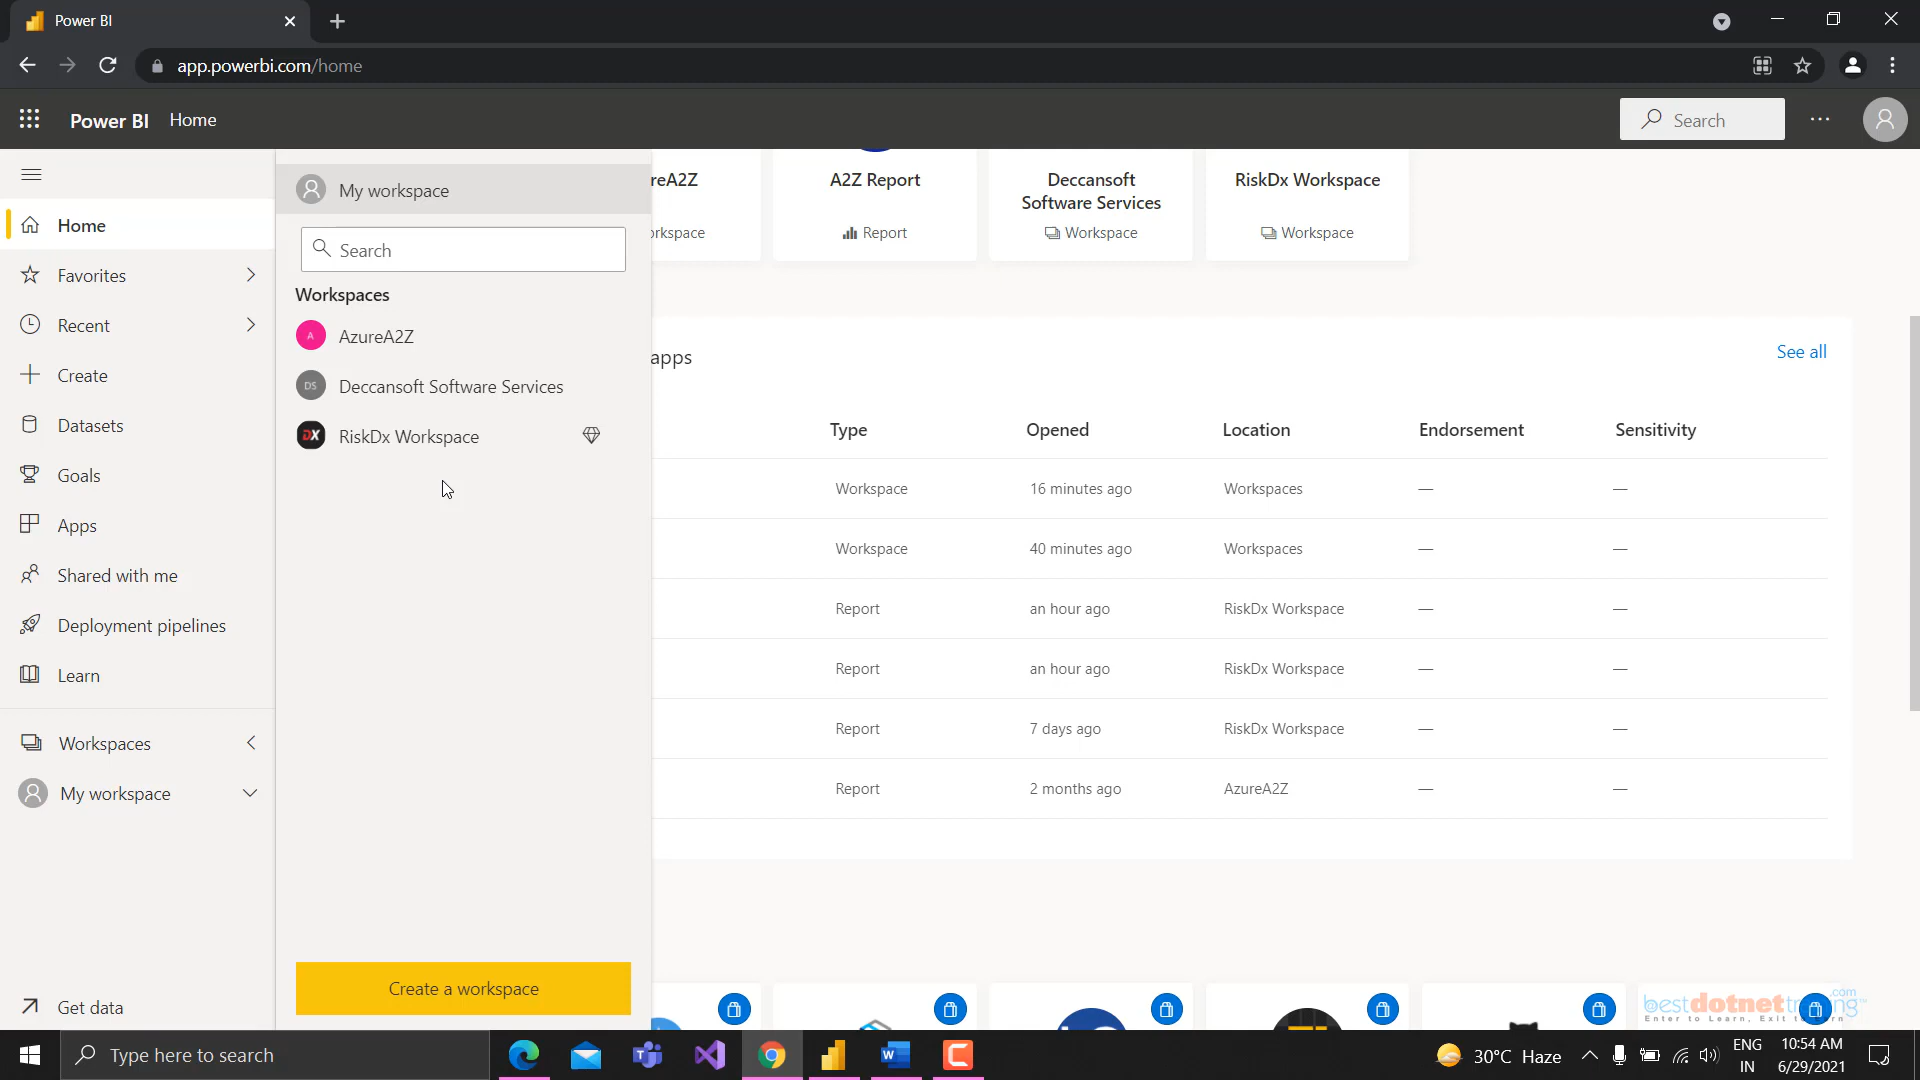 Power BI
app.powerbi.com/home
Power BI Home
Search
Home
Favorites
Recent
Create
Datasets
Goals
Apps
Shared with me
Deployment pipelines
Learn
Workspaces
My workspace
Get data
My workspace
Search
Workspaces
A AzureA2Z
DS Deccansoft Software Services
DX RiskDx Workspace
Create a workspace
reA2Z
orkspace
A2Z Report
Report
Deccansoft
Software Services
Workspace
RiskDx Workspace
Workspace
apps
See all
Type Opened Location Endorsement Sensitivity
Workspace 16 minutes ago Workspaces — —
Workspace 40 minutes ago Workspaces — —
Report an hour ago RiskDx Workspace — —
Report an hour ago RiskDx Workspace — —
Report 7 days ago RiskDx Workspace — —
Report 2 months ago AzureA2Z — —
Type here to search
30°C Haze
ENG
IN
10:54 AM
6/29/2021